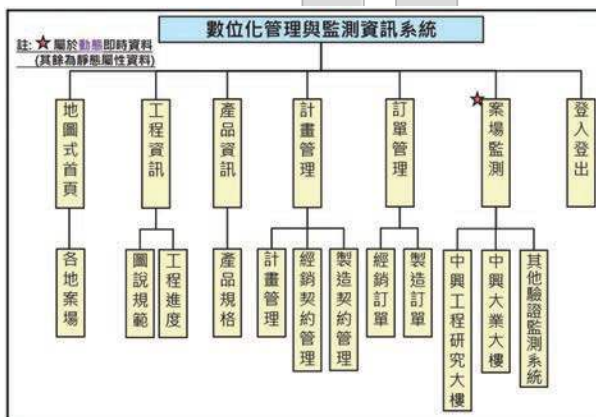 數位化管理與監測資訊系統
註: ★ 屬於動態即時資料
(其餘為靜態屬性資料)
地圖式首頁
工程資訊
產品資訊
計畫管理
訂單管理
★案場監測
登入登出
各地案場
圖說規範
工程進度
產品規格
計畫管理
經銷契約管理
製造契約管理
經銷訂單
製造訂單
中興工程研究大樓
中興大業大樓
其他驗證監測系統